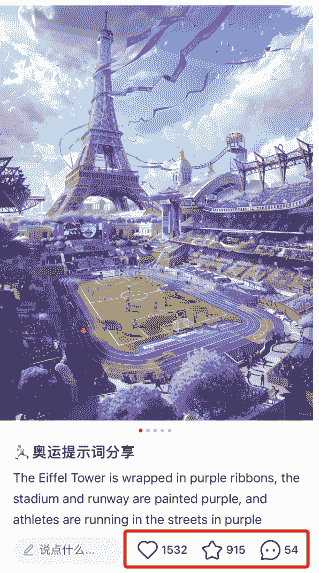 奥运提示词分享
The Eiffel Tower is wrapped in purple ribbons, the
stadium and runway are painted purple, and
athletes are running in the streets in purple
说点什么... 1532 915 54